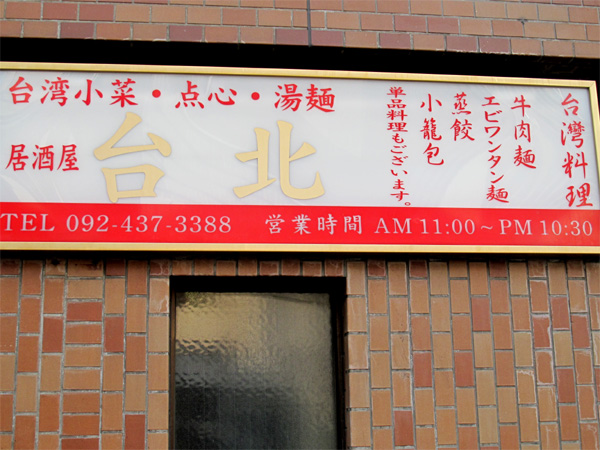 台湾小菜・点心・湯麺
居酒屋
台北
台灣料理
牛肉麺
エビワンタン麺
蒸餃
小籠包
単品料理もございます。
TEL 092-437-3388 営業時間 AM 11:00～PM 10:30